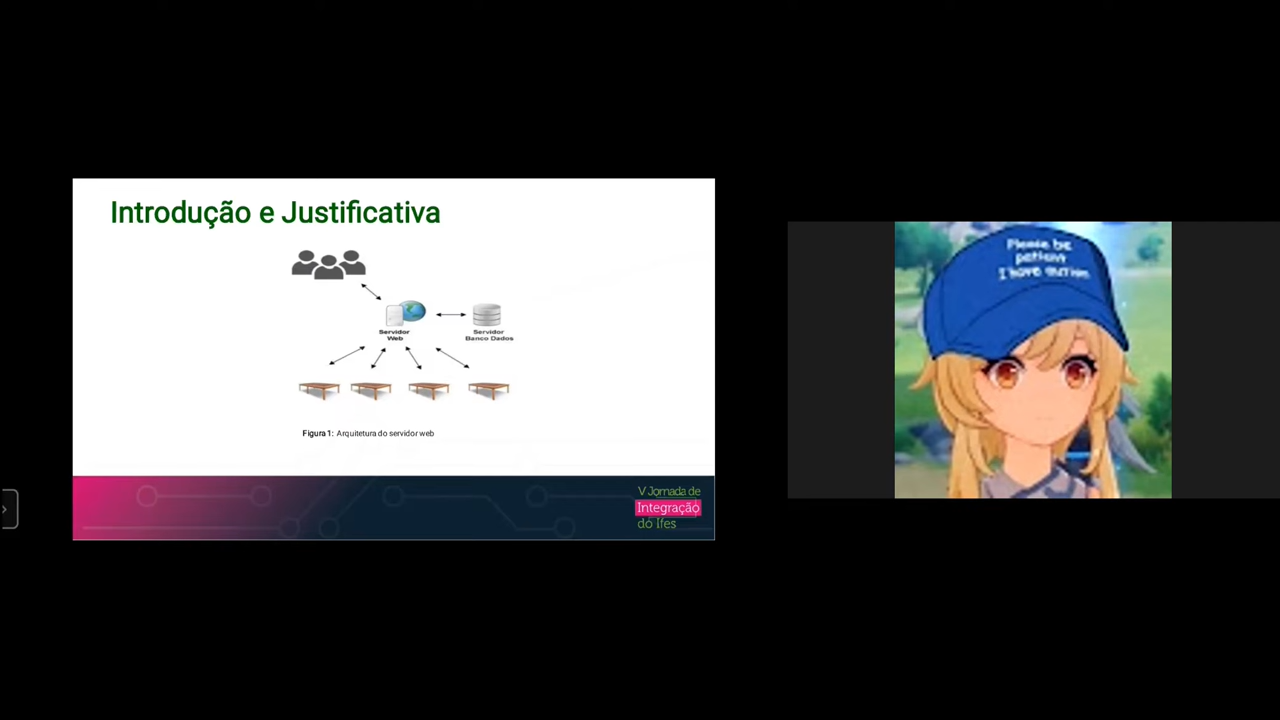 Introdução e Justificativa
Servidor
Web
Servidor
Banco Dados
Figura 1: Arquitetura do servidor web
V Jornada de
Integração
do Ifes
Please be
patient
I have